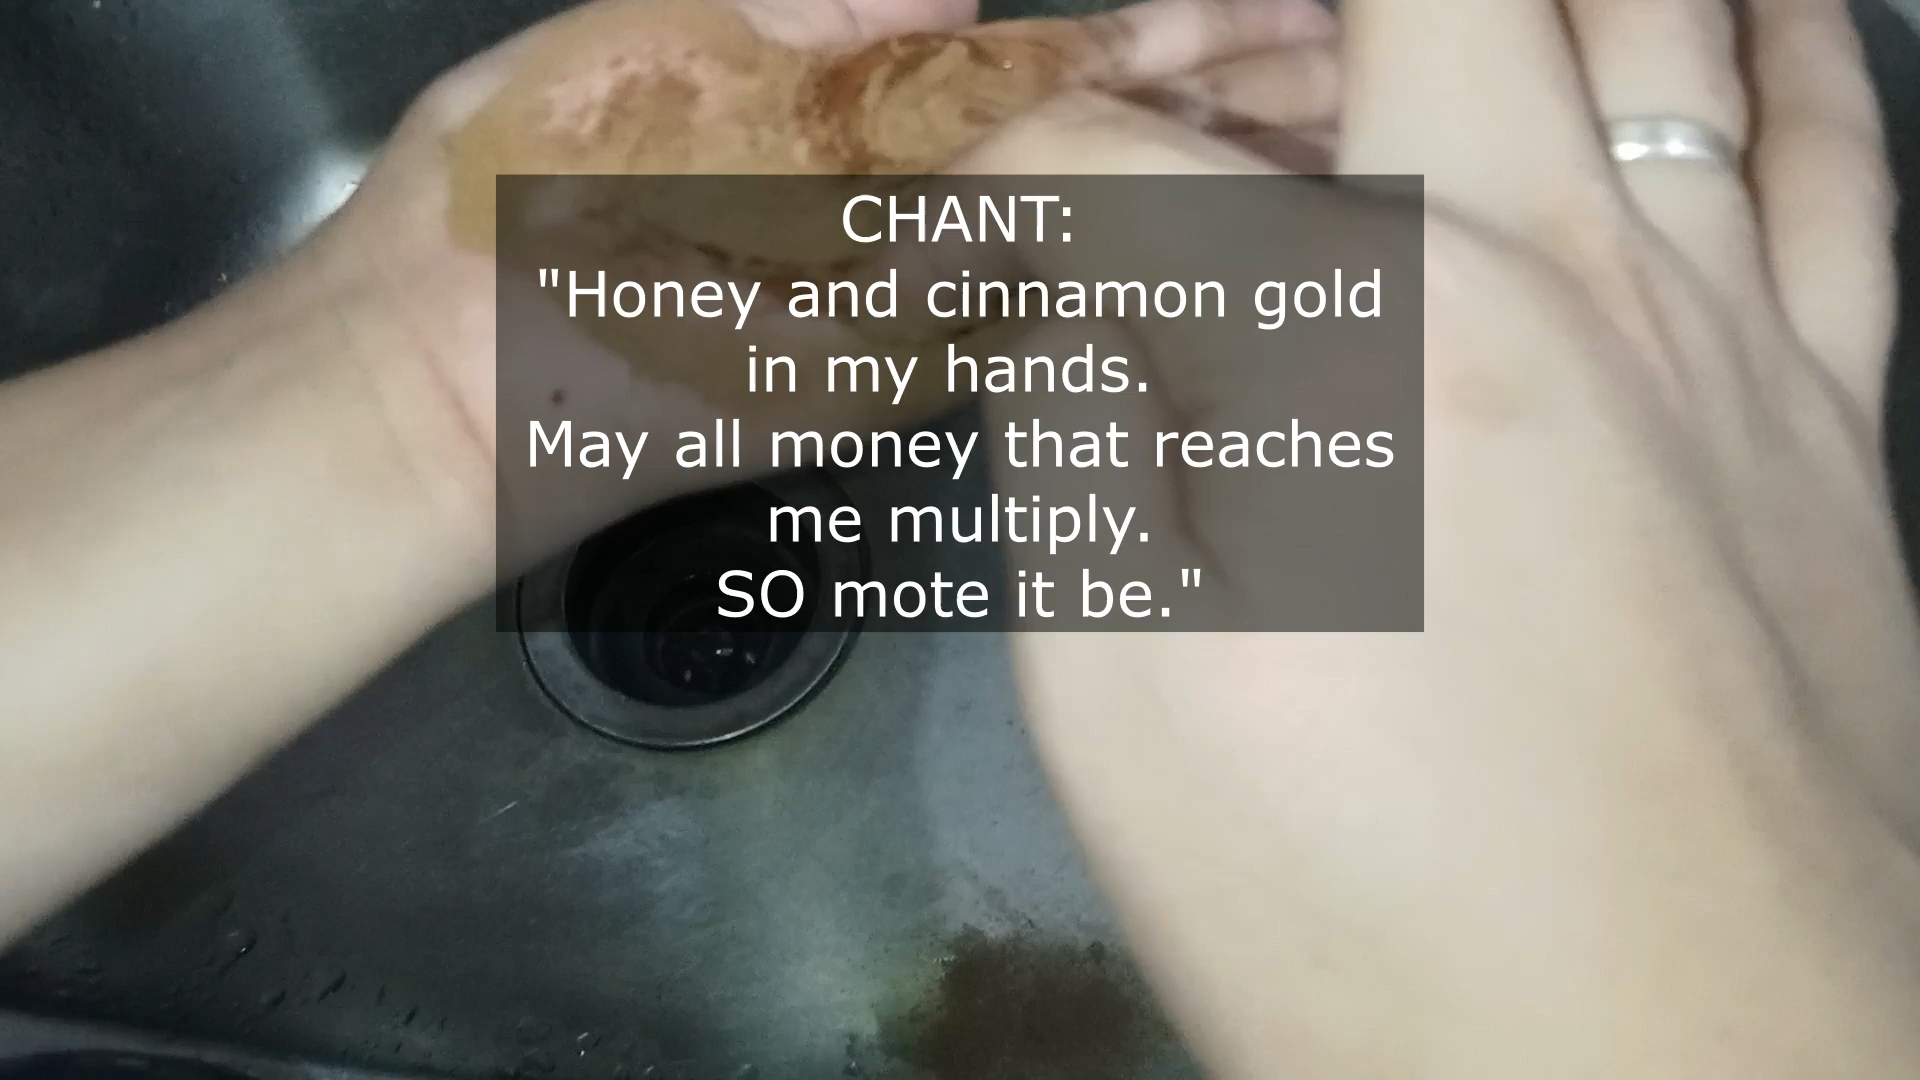 CHANT:
"Honey and cinnamon gold
in my hands.
May all money that reaches
me multiply.
SO mote it be."